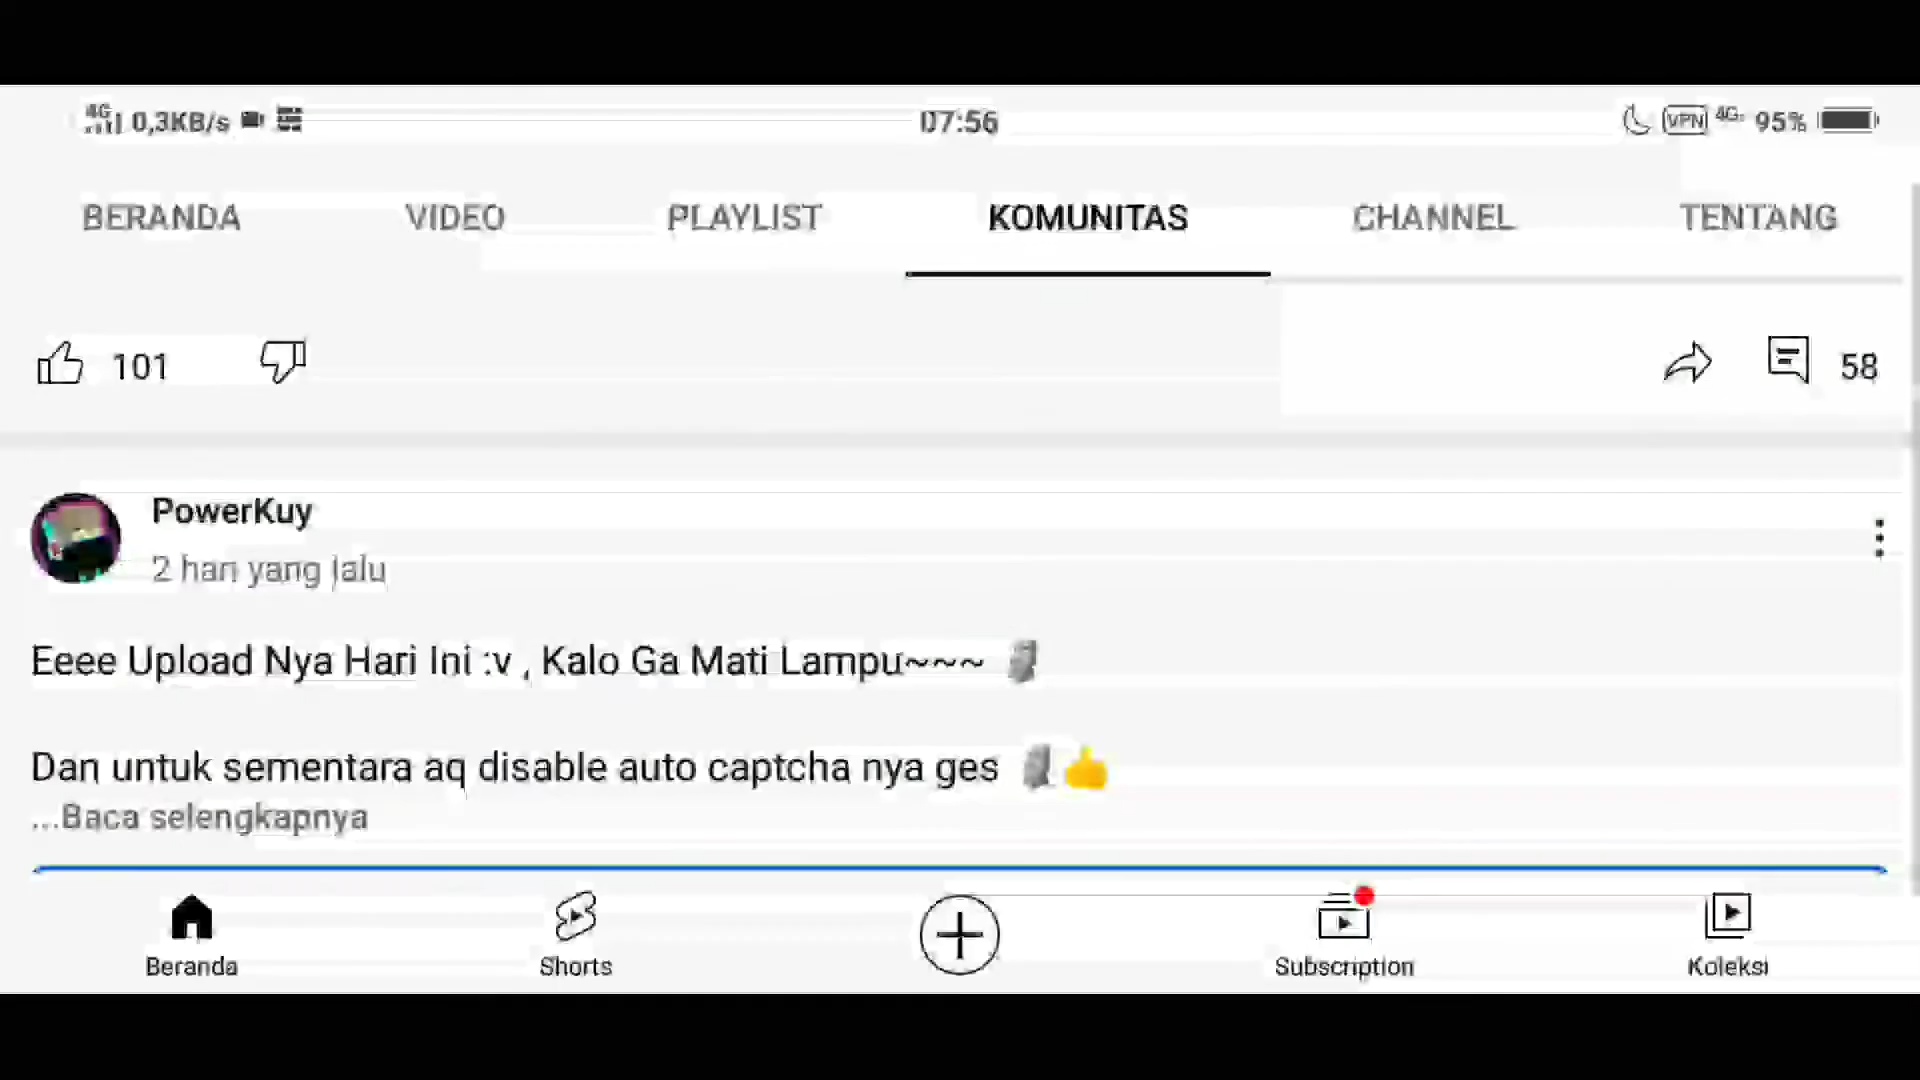 4G 0,3KB/s 07:56 VPN 4G 95%
BERANDA VIDEO PLAYLIST KOMUNITAS CHANNEL TENTANG
101 58
PowerKuy
2 hari yang lalu
Eeee Upload Nya Hari Ini :v , Kalo Ga Mati Lampu~~~ 🗿
Dan untuk sementara aq disable auto captcha nya ges 🗿👍
...Baca selengkapnya
Beranda Shorts Subscription Koleksi